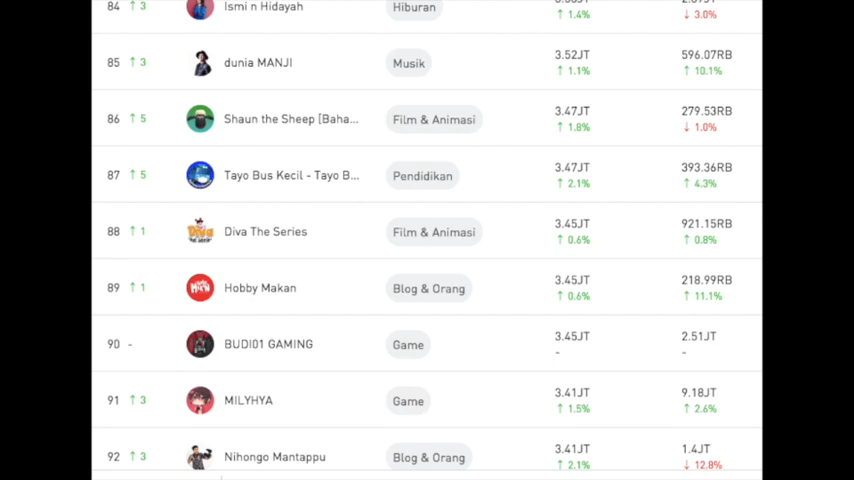 84 ↑ 3 Ismi n Hidayah Hiburan
↑ 1.4% ↓ 3.0%
85 ↑ 3 dunia MANJI Musik 3.52JT 596.07RB
↑ 1.1% ↑ 10.1%
86 ↑ 5 Shaun the Sheep [Baha... Film & Animasi 3.47JT 279.53RB
↑ 1.8% ↓ 1.0%
87 ↑ 5 Tayo Bus Kecil - Tayo B... Pendidikan 3.47JT 393.36RB
↑ 2.1% ↑ 4.3%
88 ↑ 1 Diva The Series Film & Animasi 3.45JT 921.15RB
↑ 0.6% ↑ 0.8%
89 ↑ 1 Hobby Makan Blog & Orang 3.45JT 218.99RB
↑ 0.6% ↑ 11.1%
90 - BUDI01 GAMING Game 3.45JT 2.51JT
- -
91 ↑ 3 MILYHYA Game 3.41JT 9.18JT
↑ 1.5% ↑ 2.6%
92 ↑ 3 Nihongo Mantappu Blog & Orang 3.41JT 1.4JT
↑ 2.1% ↓ 12.8%